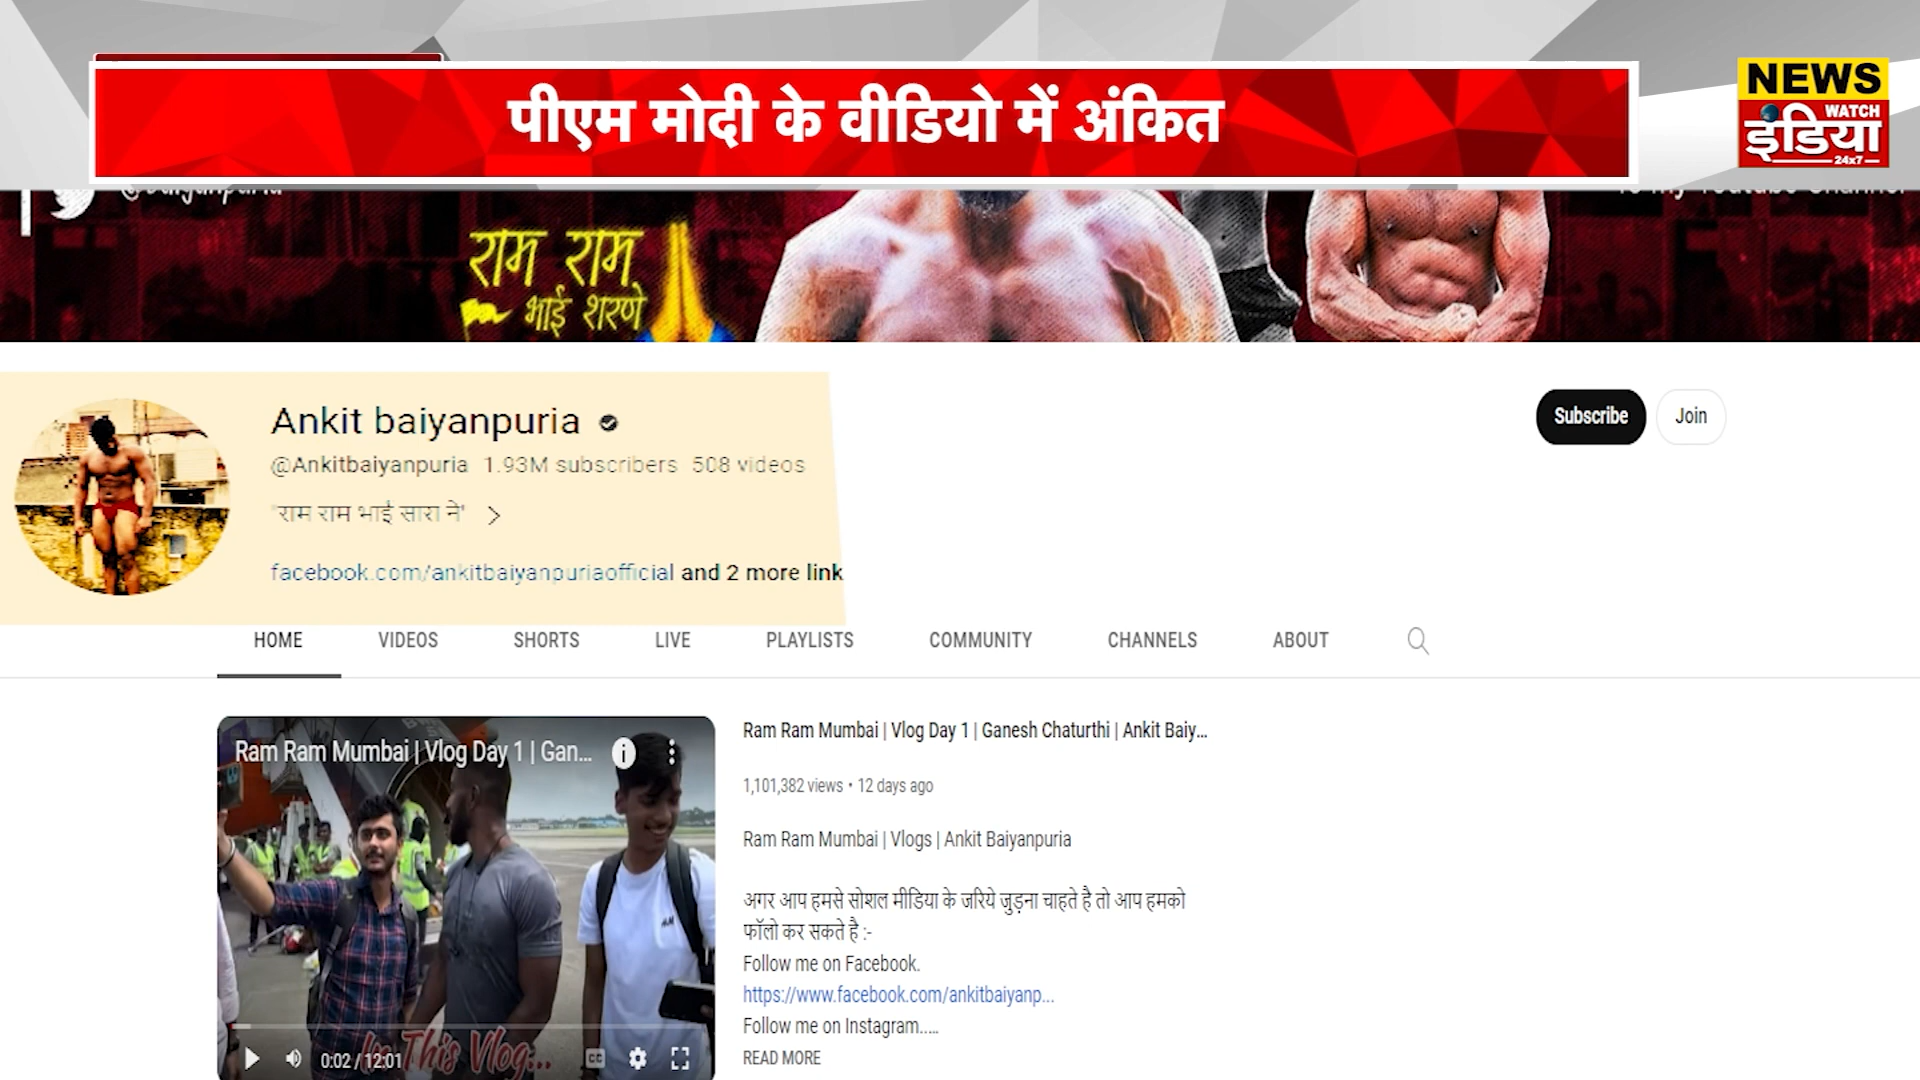 पीएम मोदी के वीडियो में अंकित
NEWS
WATCH
इंडिया
24x7
राम राम
भाई शरणे
Ankit baiyanpuria
@Ankitbaiyanpuria 1.93M subscribers 508 videos
'राम राम भाई सारा ने'
facebook.com/ankitbaiyanpuriaofficial and 2 more link
Subscribe
Join
HOME VIDEOS SHORTS LIVE PLAYLISTS COMMUNITY CHANNELS ABOUT
Ram Ram Mumbai | Vlog Day 1 | Gan...
In This Vlog...
0:02 / 12:01
CC
Ram Ram Mumbai | Vlog Day 1 | Ganesh Chaturthi | Ankit Baiy...
1,101,382 views • 12 days ago
Ram Ram Mumbai | Vlogs | Ankit Baiyanpuria
अगर आप हमसे सोशल मीडिया के जरिये जुड़ना चाहते है तो आप हमको
फॉलो कर सकते है :-
Follow me on Facebook.
https://www.facebook.com/ankitbaiyanp...
Follow me on Instagram.....
READ MORE